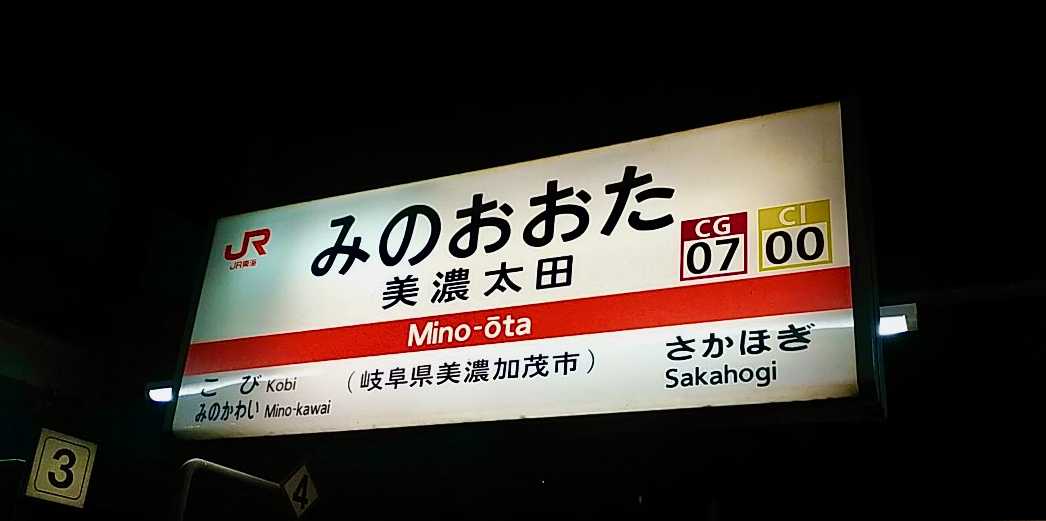 JR
JR東海
みのおおた
CG
07
CI
00
美濃太田
Mino-ōta
こび Kobi
みのかわい Mino-kawai
(岐阜県美濃加茂市)
さかほぎ
Sakahogi
3
4